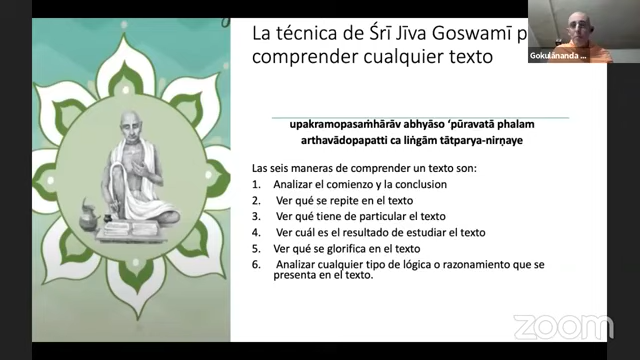 La técnica de Śrī Jīva Goswamī p
comprender cualquier texto
Gokulánanda ...
upakramopasaṁhārāv abhyāso ‘pūravatā phalam
arthavādopapatti ca liṅgāṁ tātparya-nirṇaye
Las seis maneras de comprender un texto son:
1. Analizar el comienzo y la conclusion
2. Ver qué se repite en el texto
3. Ver qué tiene de particular el texto
4. Ver cuál es el resultado de estudiar el texto
5. Ver qué se glorifica en el texto
6. Analizar cualquier tipo de lógica o razonamiento que se
presenta en el texto.
zoom